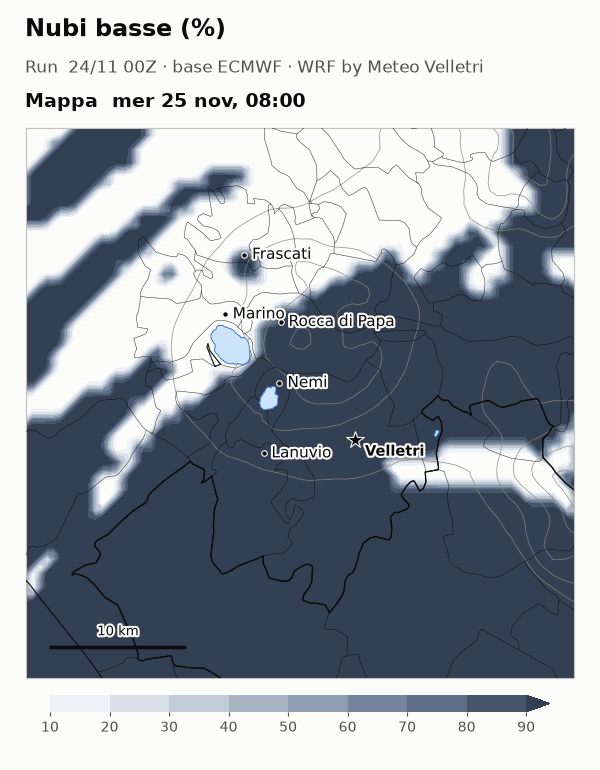 Nubi basse (%)
Run  24/11 00Z · base ECMWF · WRF by Meteo Velletri
Mappa  mer 25 nov, 08:00
Frascati
Marino
Rocca di Papa
Nemi
Velletri
Lanuvio
10 km
10 20 30 40 50 60 70 80 90